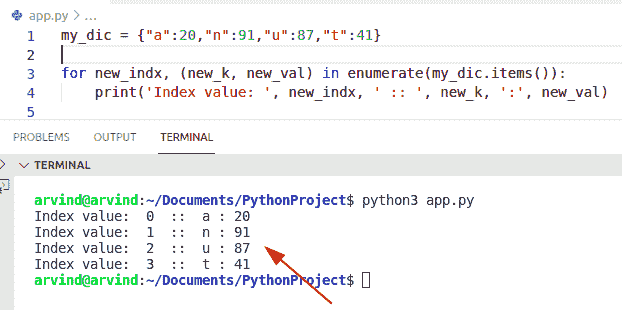 app.py > ...
1 my_dic = {"a":20,"n":91,"u":87,"t":41}
2
3 for new_indx, (new_k, new_val) in enumerate(my_dic.items()):
4     print('Index value: ', new_indx, ' :: ', new_k, ':', new_val)
5
PROBLEMS OUTPUT TERMINAL
TERMINAL
arvind@arvind:~/Documents/PythonProject$ python3 app.py
Index value:  0  ::  a : 20
Index value:  1  ::  n : 91
Index value:  2  ::  u : 87
Index value:  3  ::  t : 41
arvind@arvind:~/Documents/PythonProject$